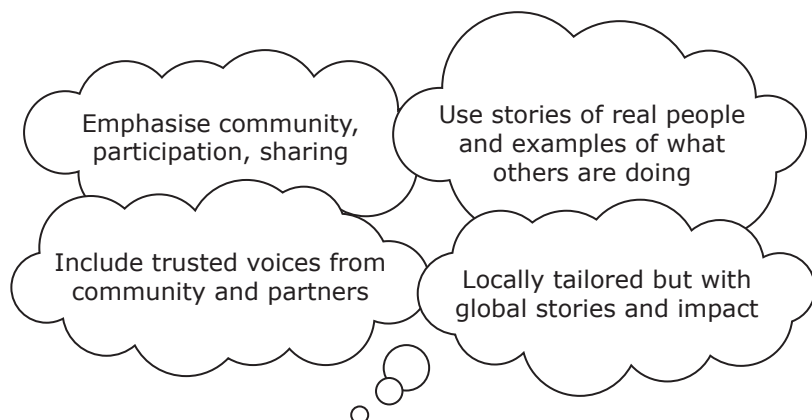 Emphasise community,
participation, sharing
Use stories of real people
and examples of what
others are doing
Include trusted voices from
community and partners
Locally tailored but with
global stories and impact